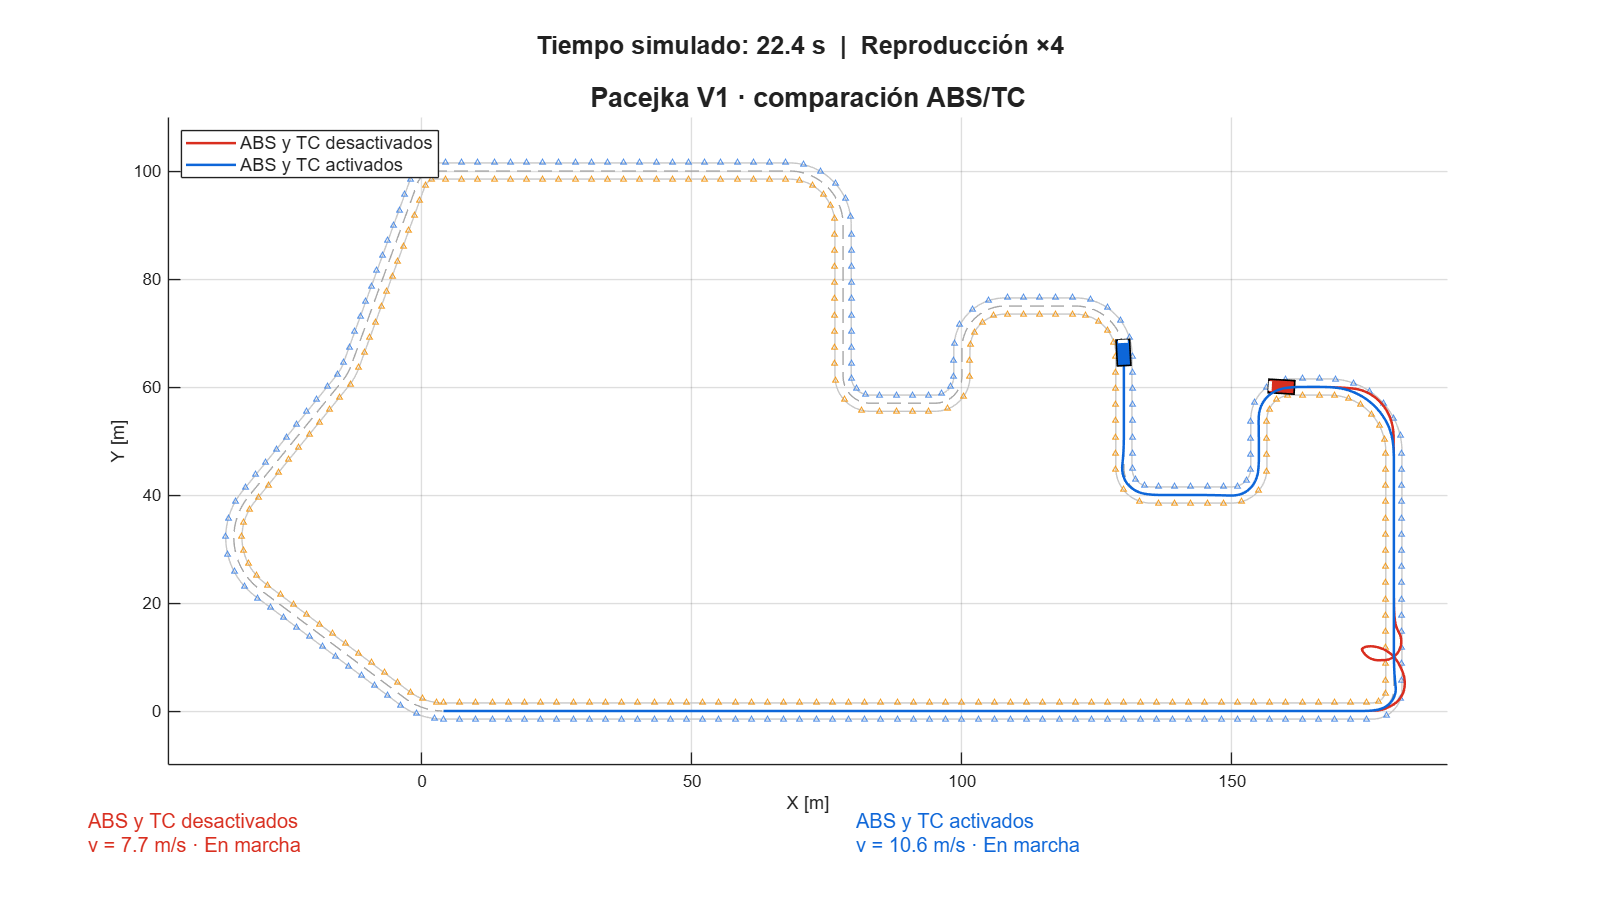 Tiempo simulado: 22.4 s | Reproducción ×4
Pacejka V1 · comparación ABS/TC
ABS y TC desactivados
ABS y TC activados
100
80
60
40
20
0
Y [m]
0
50
100
150
X [m]
ABS y TC desactivados
v = 7.7 m/s · En marcha
ABS y TC activados
v = 10.6 m/s · En marcha